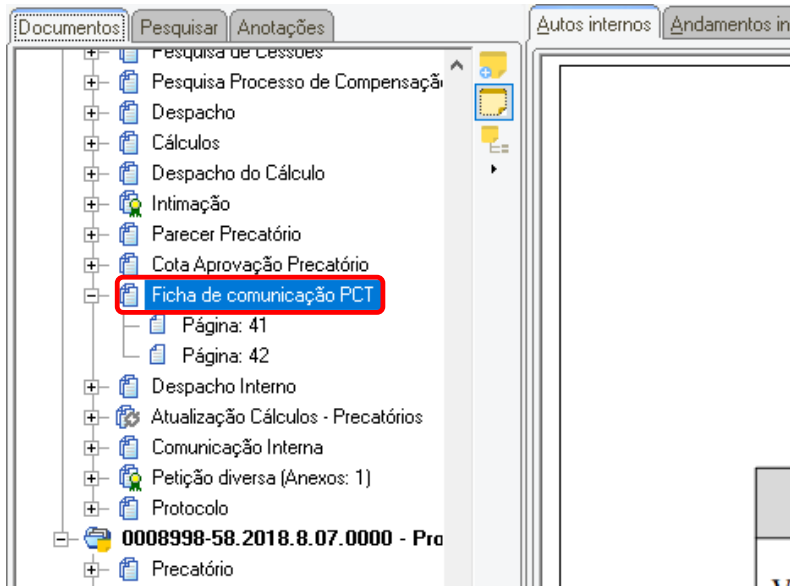 Documentos Pesquisar Anotações Autos internos Andamentos in
Pesquisa de Cessões
Pesquisa Processo de Compensaçã
Despacho
Cálculos
Despacho do Cálculo
Intimação
Parecer Precatório
Cota Aprovação Precatório
Ficha de comunicação PCT
Página: 41
Página: 42
Despacho Interno
Atualização Cálculos - Precatórios
Comunicação Interna
Petição diversa (Anexos: 1)
Protocolo
0008998-58.2018.8.07.0000 - Pro
Precatório